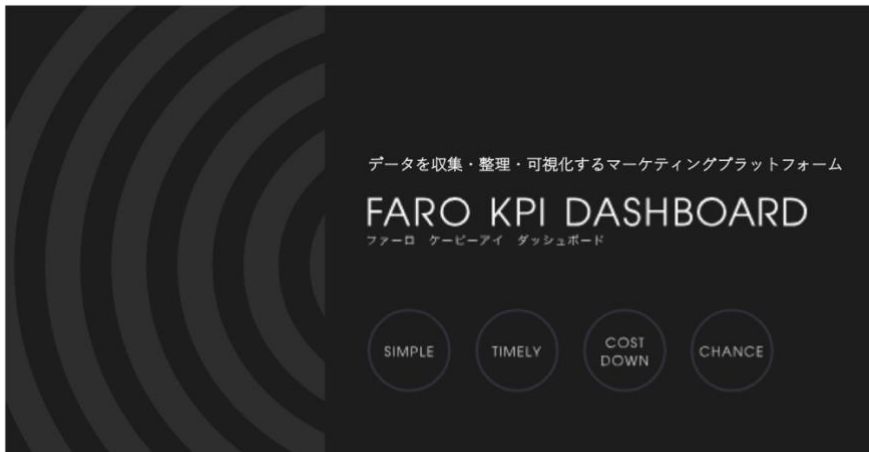 データを収集・整理・可視化するマーケティングプラットフォーム
FARO KPI DASHBOARD
ファーロ ケーピーアイ ダッシュボード
SIMPLE
TIMELY
COST
DOWN
CHANCE